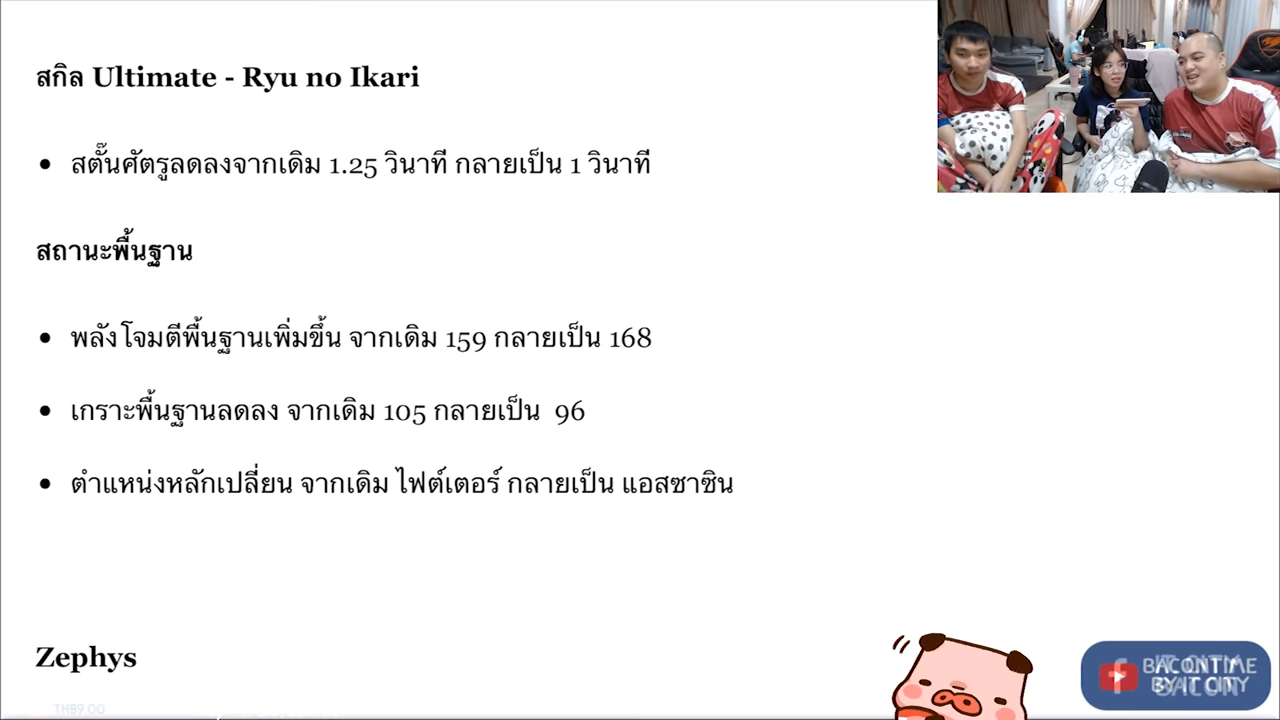 สกิล Ultimate - Ryu no Ikari
• สตั๊นศัตรูลดลงจากเดิม 1.25 วินาที กลายเป็น 1 วินาที
สถานะพื้นฐาน
• พลังโจมตีพื้นฐานเพิ่มขึ้น จากเดิม 159 กลายเป็น 168
• เกราะพื้นฐานลดลง จากเดิม 105 กลายเป็น 96
• ตำแหน่งหลักเปลี่ยน จากเดิม ไฟต์เตอร์ กลายเป็น แอสซาซิน
Zephys
THB9.00